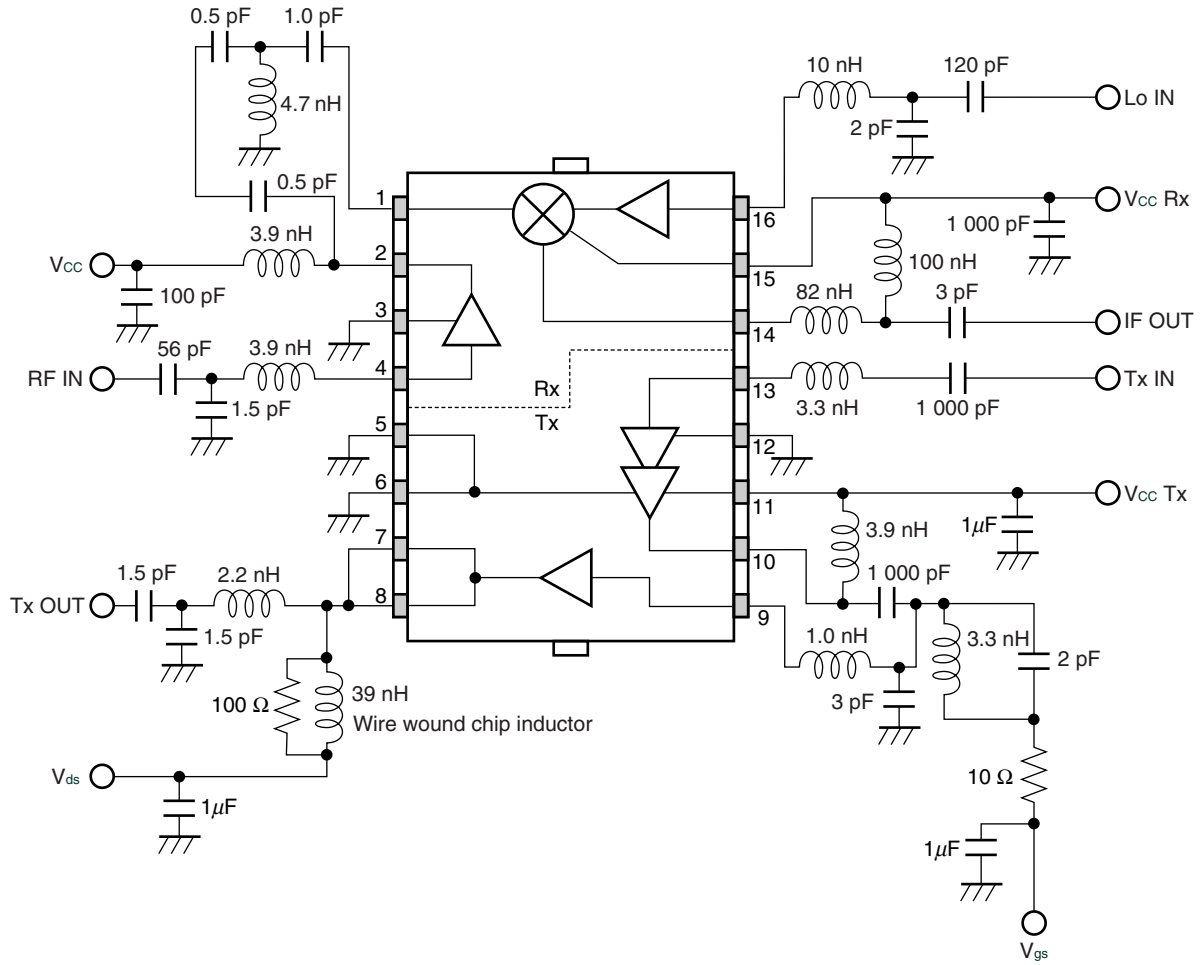 0.5 pF
1.0 pF
4.7 nH
0.5 pF
3.9 nH
Vcc
100 pF
56 pF
3.9 nH
RF IN
1.5 pF
1
2
3
4
5
6
7
8
Rx
Tx
16
15
14
13
12
11
10
9
10 nH
120 pF
Lo IN
2 pF
Vcc Rx
1 000 pF
100 nH
82 nH
3 pF
IF OUT
Tx IN
3.3 nH
1 000 pF
Vcc Tx
1μF
3.9 nH
1 000 pF
1.0 nH
3.3 nH
2 pF
3 pF
10 Ω
1μF
Vgs
1.5 pF
2.2 nH
Tx OUT
1.5 pF
100 Ω
39 nH
Wire wound chip inductor
Vds
1μF